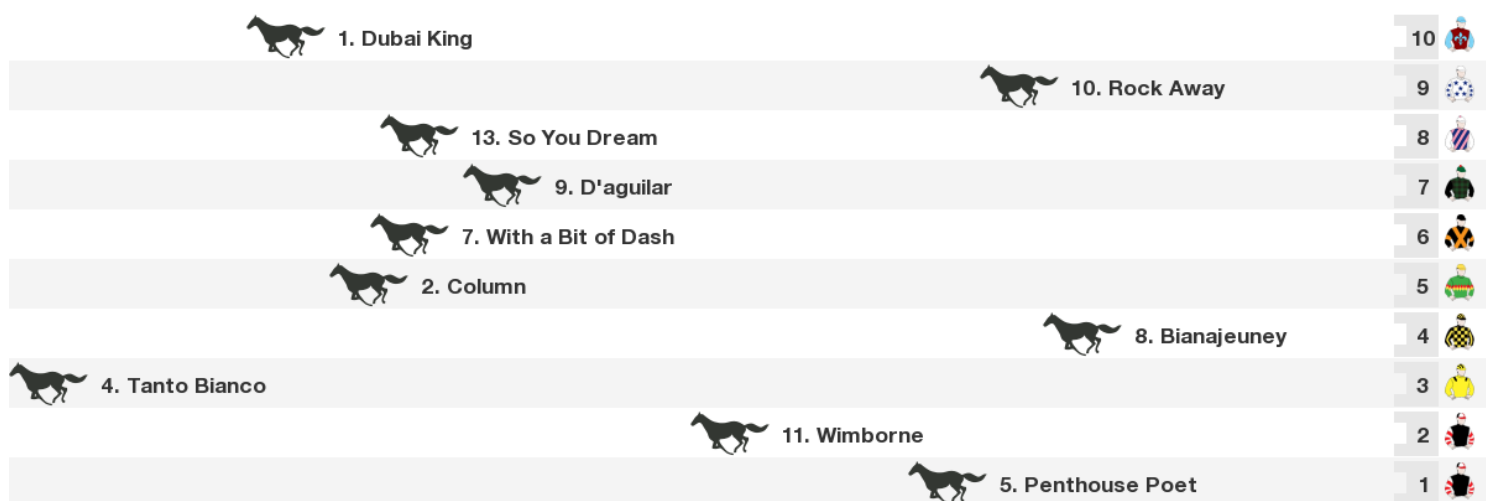 1. Dubai King 10
10. Rock Away 9
13. So You Dream 8
9. D'aguilar 7
7. With a Bit of Dash 6
2. Column 5
8. Bianajeuney 4
4. Tanto Bianco 3
11. Wimborne 2
5. Penthouse Poet 1